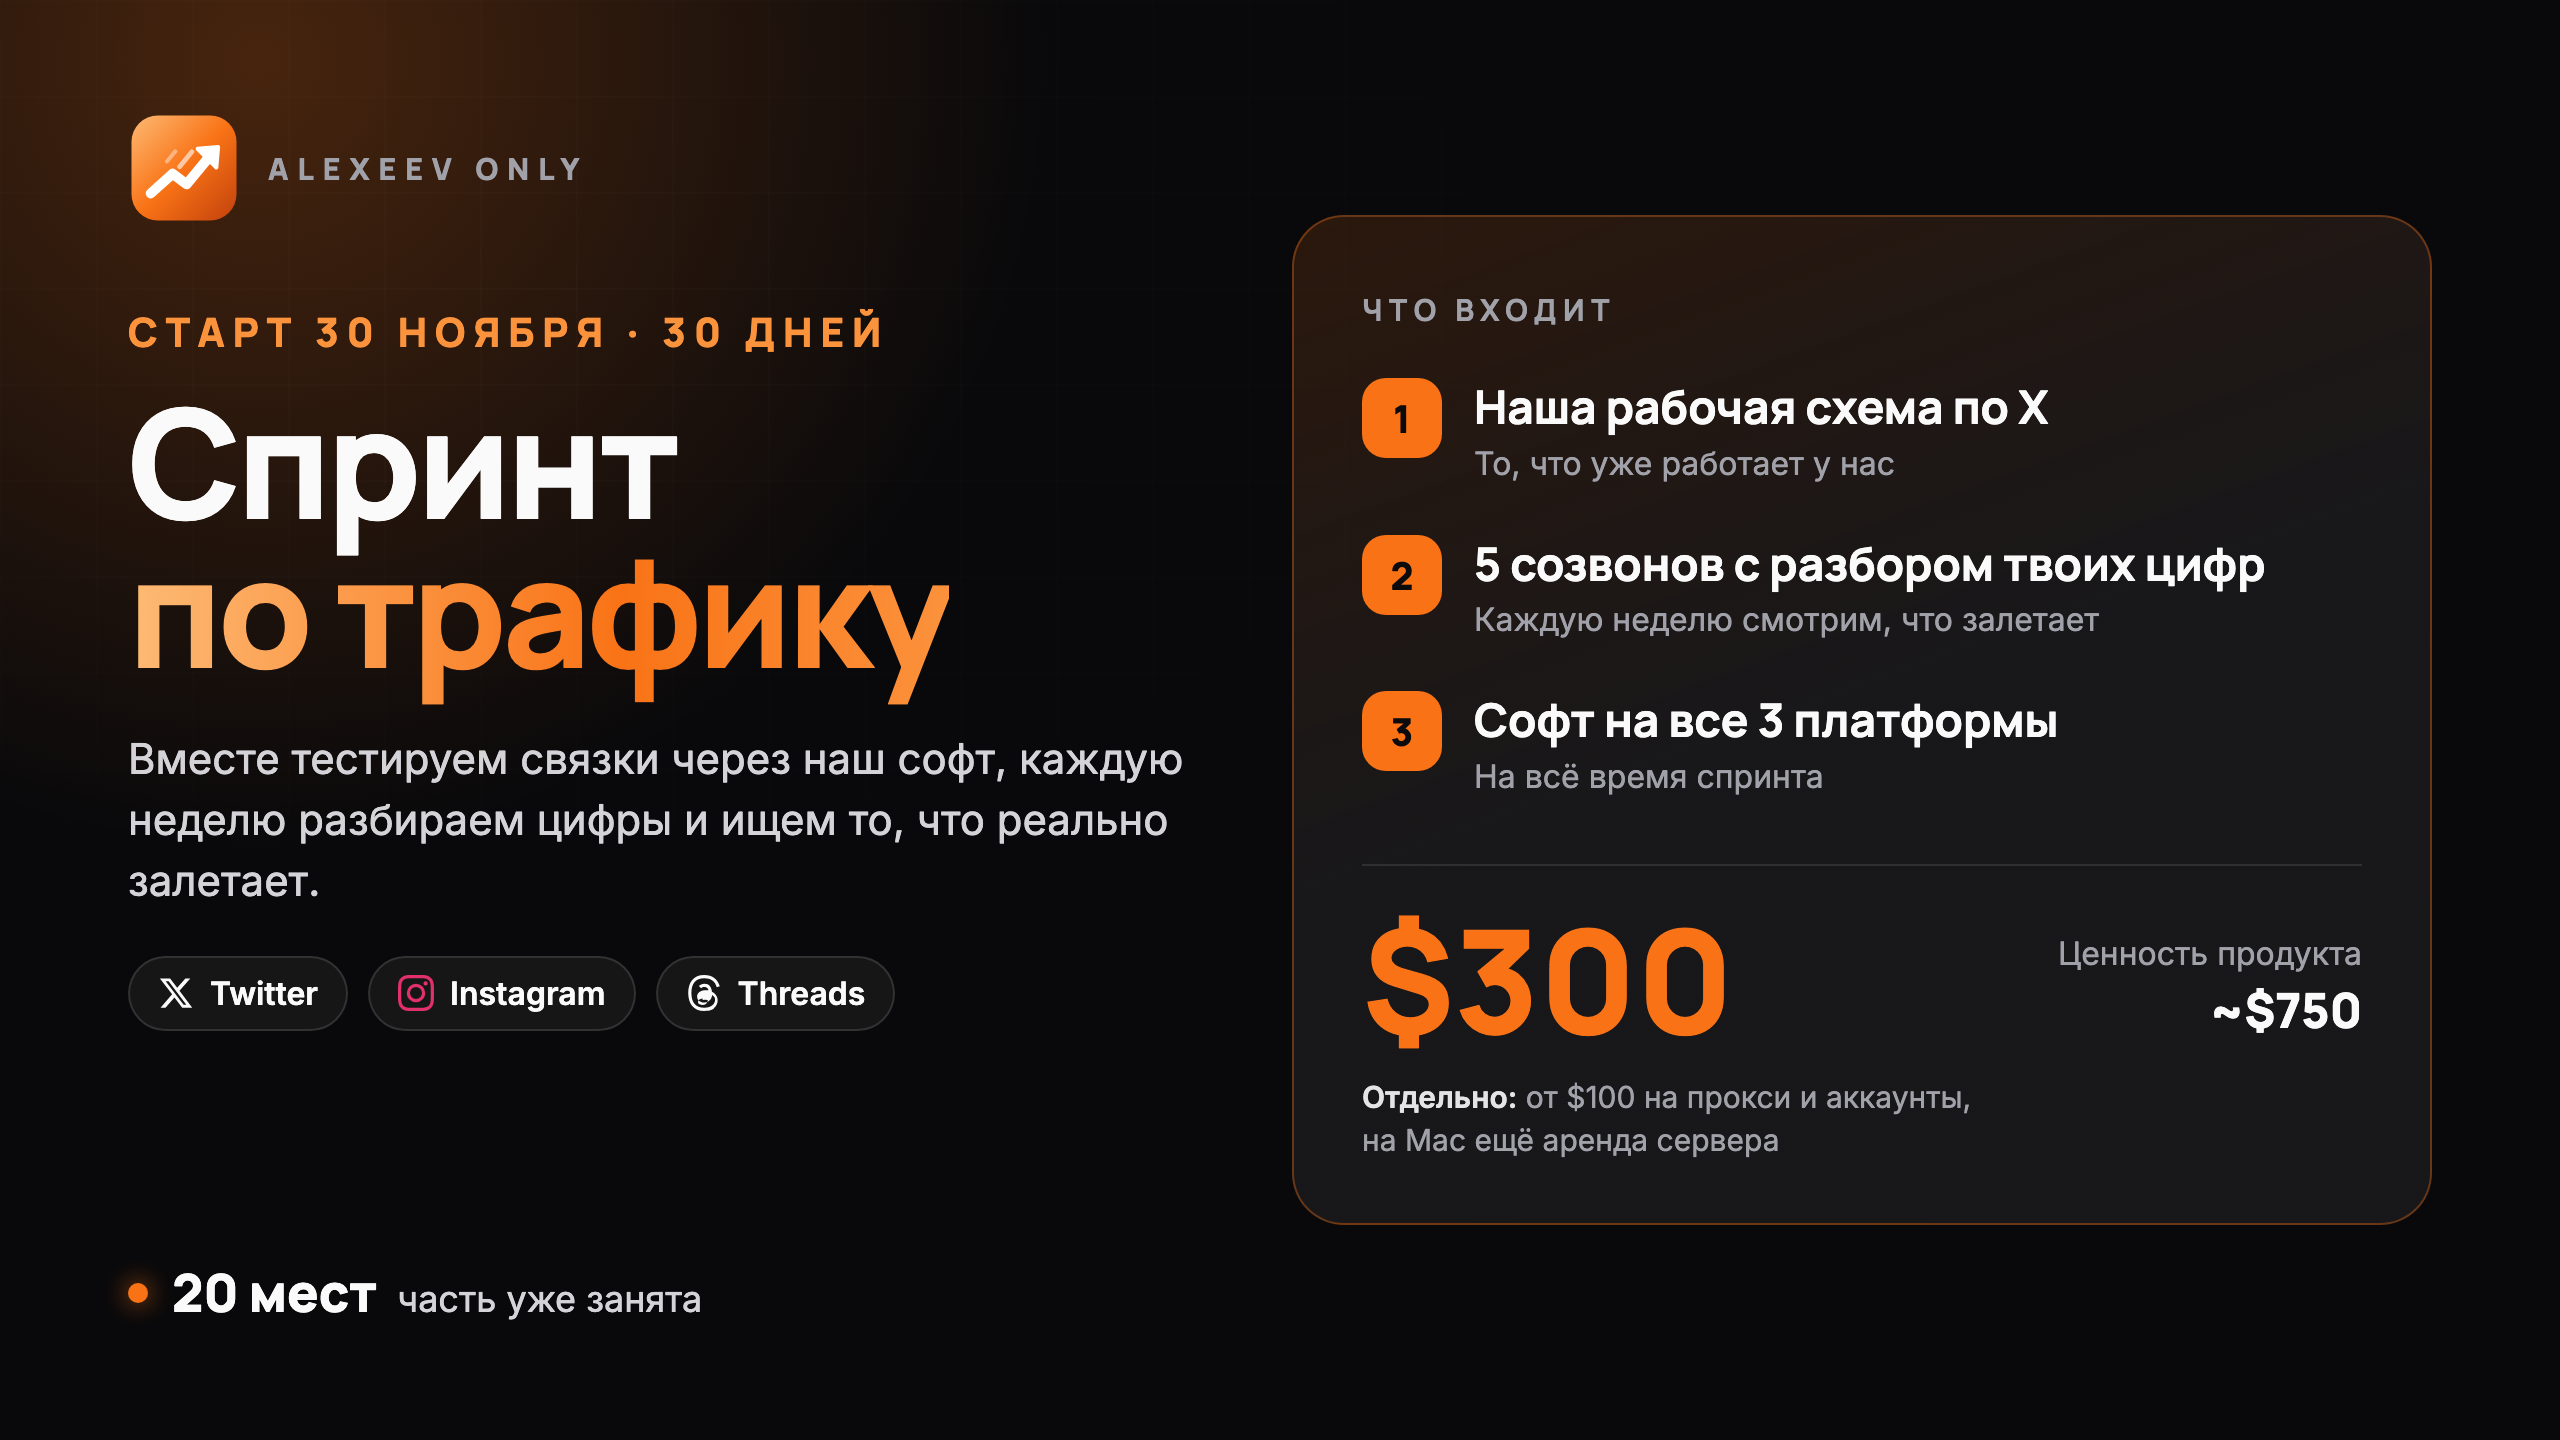 ALEXEEV ONLY
СТАРТ 30 НОЯБРЯ · 30 ДНЕЙ
Спринт
по трафику
Вместе тестируем связки через наш софт, каждую
неделю разбираем цифры и ищем то, что реально
залетает.
Twitter
Instagram
Threads
20 мест часть уже занята
ЧТО ВХОДИТ
1 Наша рабочая схема по X
То, что уже работает у нас
2 5 созвонов с разбором твоих цифр
Каждую неделю смотрим, что залетает
3 Софт на все 3 платформы
На всё время спринта
$300
Ценность продукта
~$750
Отдельно: от $100 на прокси и аккаунты,
на Mac ещё аренда сервера